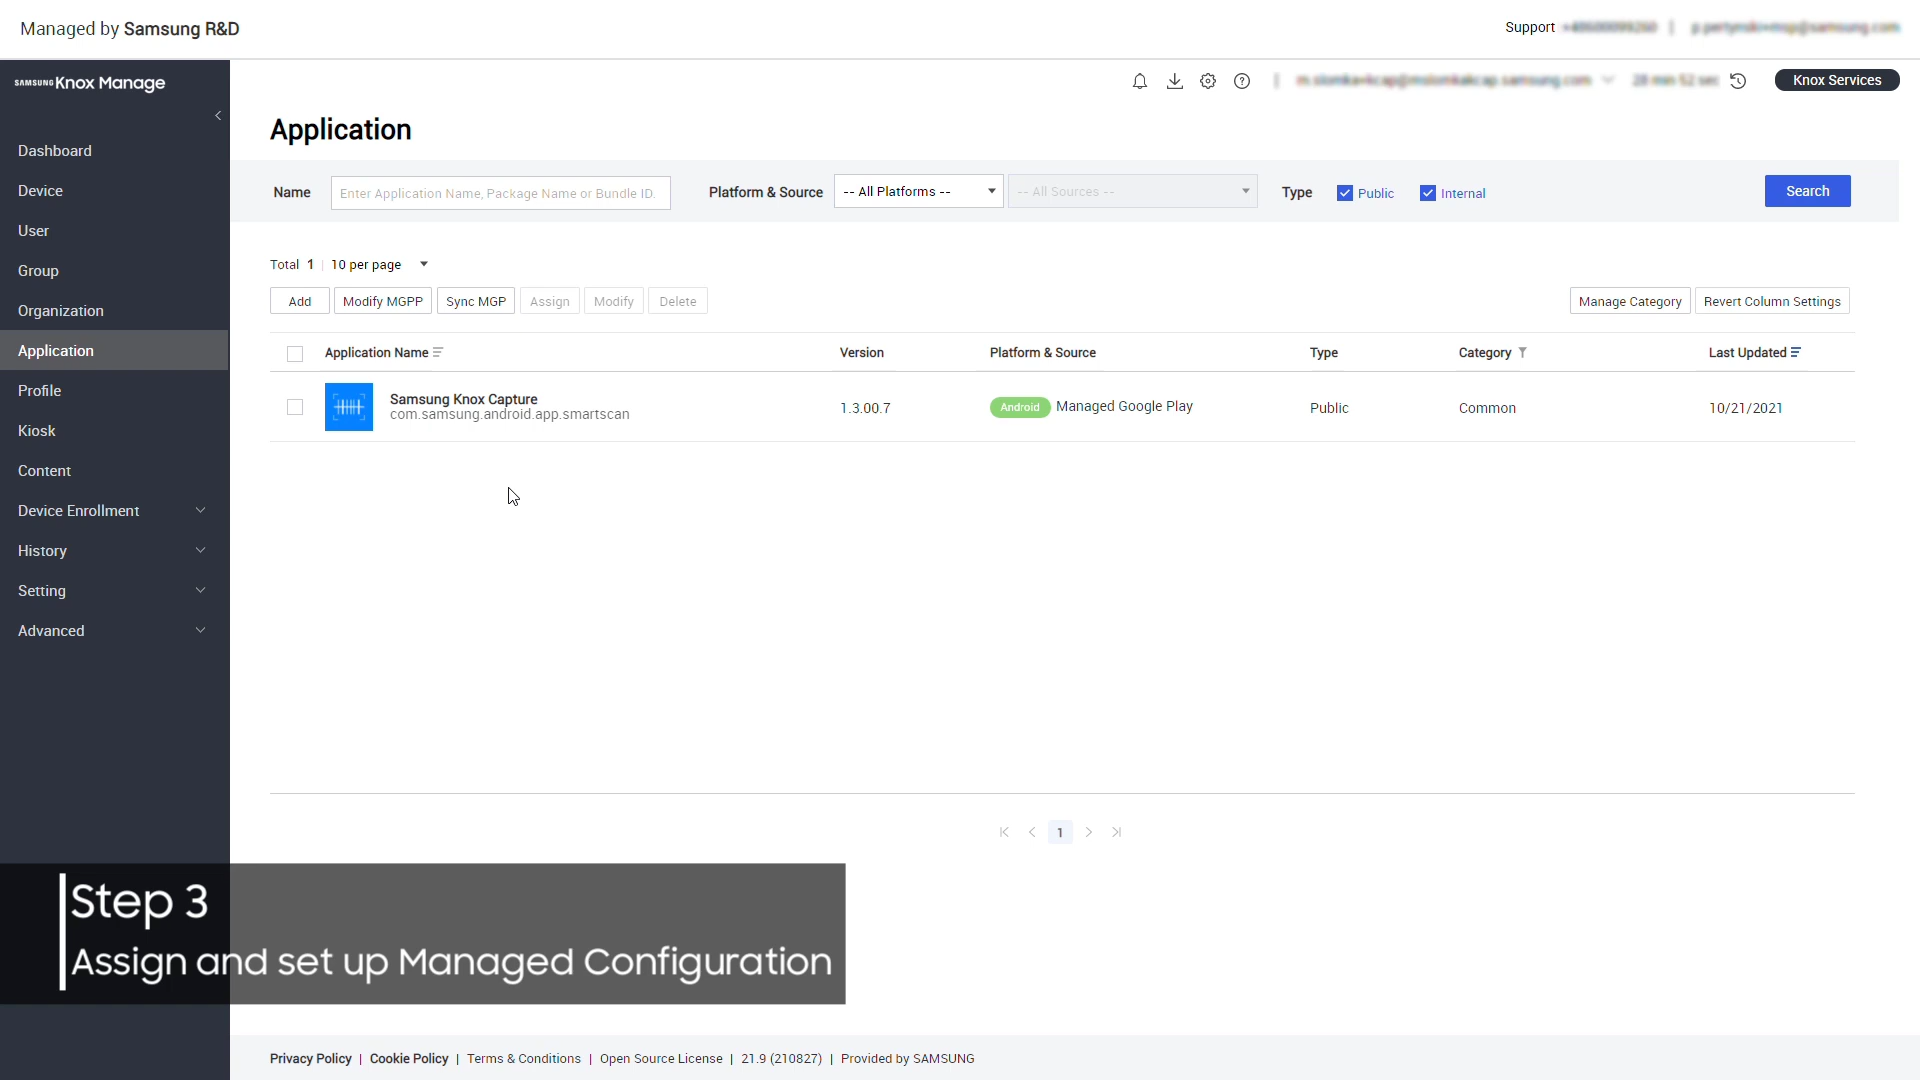 Managed by Samsung R&D
Support
SAMSUNG Knox Manage
Knox Services
Application
Dashboard
Device
User
Group
Organization
Application
Profile
Kiosk
Content
Device Enrollment
History
Setting
Advanced
Name
Enter Application Name, Package Name or Bundle ID.
Platform & Source
-- All Platforms --
-- All Sources --
Type
Public
Internal
Search
Total 1 | 10 per page
Add
Modify MGPP
Sync MGP
Assign
Modify
Delete
Manage Category
Revert Column Settings
Application Name
Version
Platform & Source
Type
Category
Last Updated
Samsung Knox Capture
com.samsung.android.app.smartscan
1.3.00.7
Android
Managed Google Play
Public
Common
10/21/2021
1
Step 3
Assign and set up Managed Configuration
Privacy Policy | Cookie Policy | Terms & Conditions | Open Source License | 21.9 (210827) | Provided by SAMSUNG